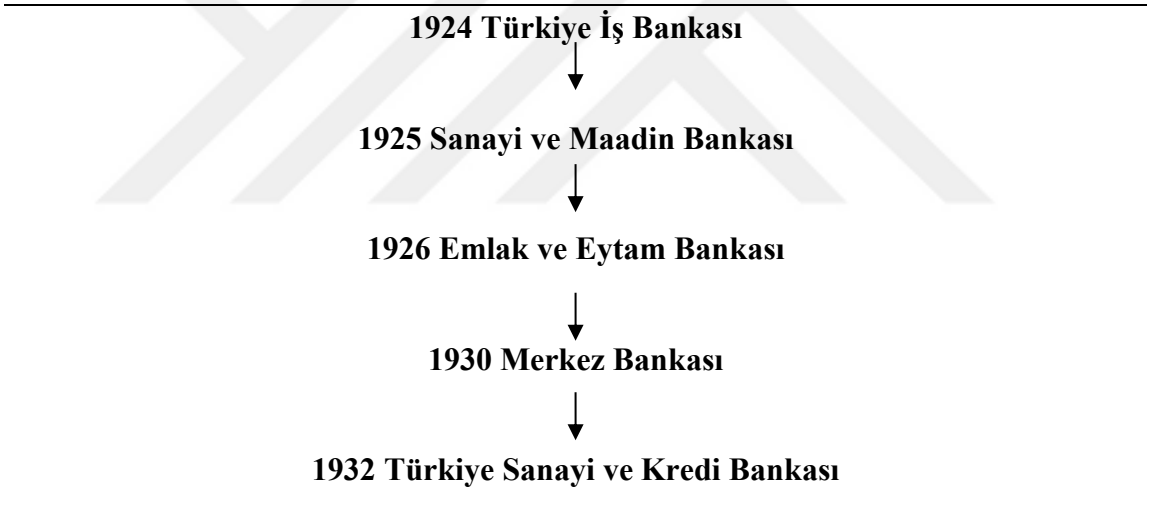 1924 Türkiye İş Bankası
1925 Sanayi ve Maadin Bankası
1926 Emlak ve Eytam Bankası
1930 Merkez Bankası
1932 Türkiye Sanayi ve Kredi Bankası